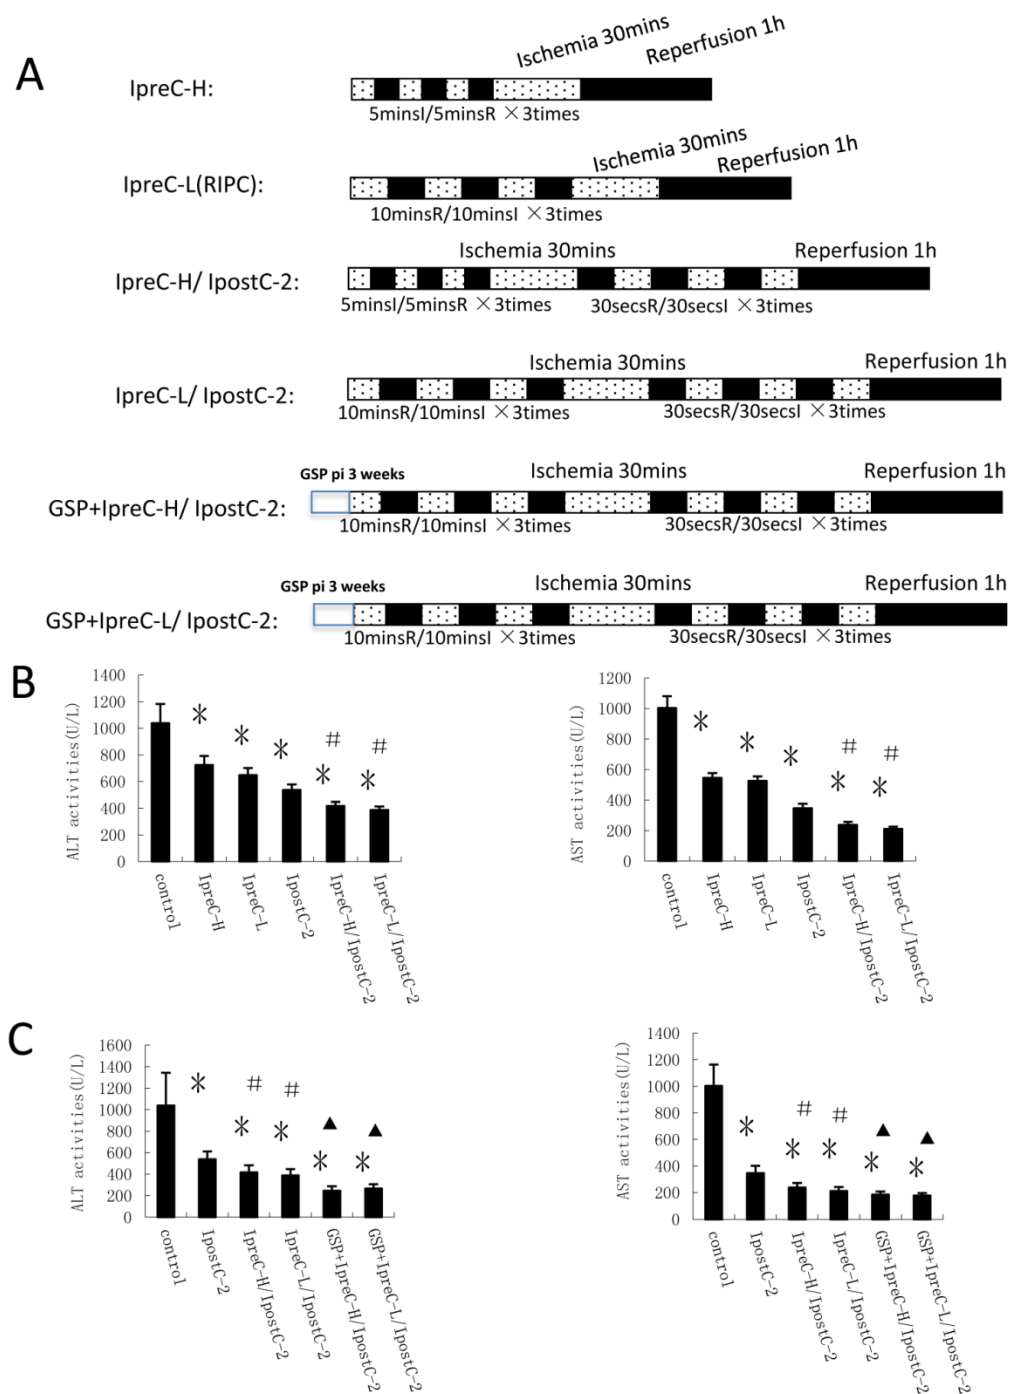 A
Ischemia 30mins
Reperfusion 1h
IpreC-H:
5minsI/5minsR ×3times
Ischemia 30mins
Reperfusion 1h
IpreC-L(RIPC):
10minsR/10minsI ×3times
Ischemia 30mins Reperfusion 1h
IpreC-H/ IpostC-2:
5minsI/5minsR ×3times 30secsR/30secsI ×3times
Ischemia 30mins Reperfusion 1h
IpreC-L/ IpostC-2:
10minsR/10minsI ×3times 30secsR/30secsI ×3times
GSP pi 3 weeks Ischemia 30mins Reperfusion 1h
GSP+IpreC-H/ IpostC-2:
10minsR/10minsI ×3times 30secsR/30secsI ×3times
GSP pi 3 weeks Ischemia 30mins Reperfusion 1h
GSP+IpreC-L/ IpostC-2:
10minsR/10minsI ×3times 30secsR/30secsI ×3times
B
ALT activities(U/L)
1400
1200
1000
800
600
400
200
0
* * * # #
* *
control
IpreC-H
IpreC-L
IpostC-2
IpreC-H/IpostC-2
IpreC-L/IpostC-2
AST activities(U/L)
1200
1000
800
600
400
200
0
* * * # #
* *
control
IpreC-H
IpreC-L
IpostC-2
IpreC-H/IpostC-2
IpreC-L/IpostC-2
C
ALT activities(U/L)
1600
1400
1200
1000
800
600
400
200
0
* # # ▲ ▲
* * * *
control
IpostC-2
IpreC-H/IpostC-2
IpreC-L/IpostC-2
GSP+IpreC-H/IpostC-2
GSP+IpreC-L/IpostC-2
AST activities(U/L)
1400
1200
1000
800
600
400
200
0
* # # ▲ ▲
* * * *
control
IpostC-2
IpreC-H/IpostC-2
IpreC-L/IpostC-2
GSP+IpreC-H/IpostC-2
GSP+IpreC-L/IpostC-2